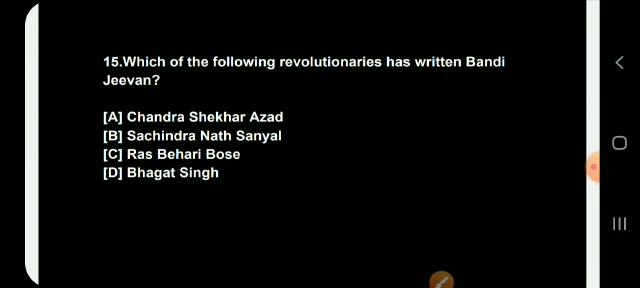 15.Which of the following revolutionaries has written Bandi
Jeevan?
[A] Chandra Shekhar Azad
[B] Sachindra Nath Sanyal
[C] Ras Behari Bose
[D] Bhagat Singh